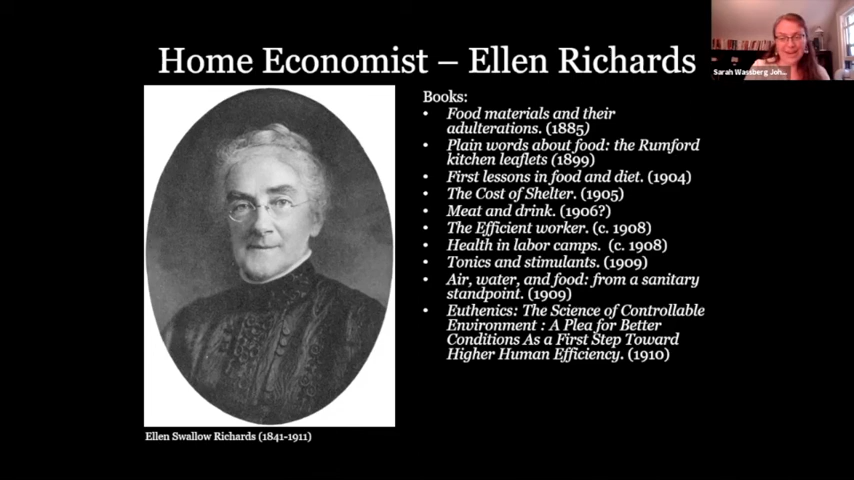 Home Economist – Ellen Richards
Sarah Wassberg Joh...
Books:
• Food materials and their
adulterations. (1885)
• Plain words about food: the Rumford
kitchen leaflets (1899)
• First lessons in food and diet. (1904)
• The Cost of Shelter. (1905)
• Meat and drink. (1906?)
• The Efficient worker. (c. 1908)
• Health in labor camps. (c. 1908)
• Tonics and stimulants. (1909)
• Air, water, and food: from a sanitary
standpoint. (1909)
• Euthenics: The Science of Controllable
Environment : A Plea for Better
Conditions As a First Step Toward
Higher Human Efficiency. (1910)
Ellen Swallow Richards (1841-1911)